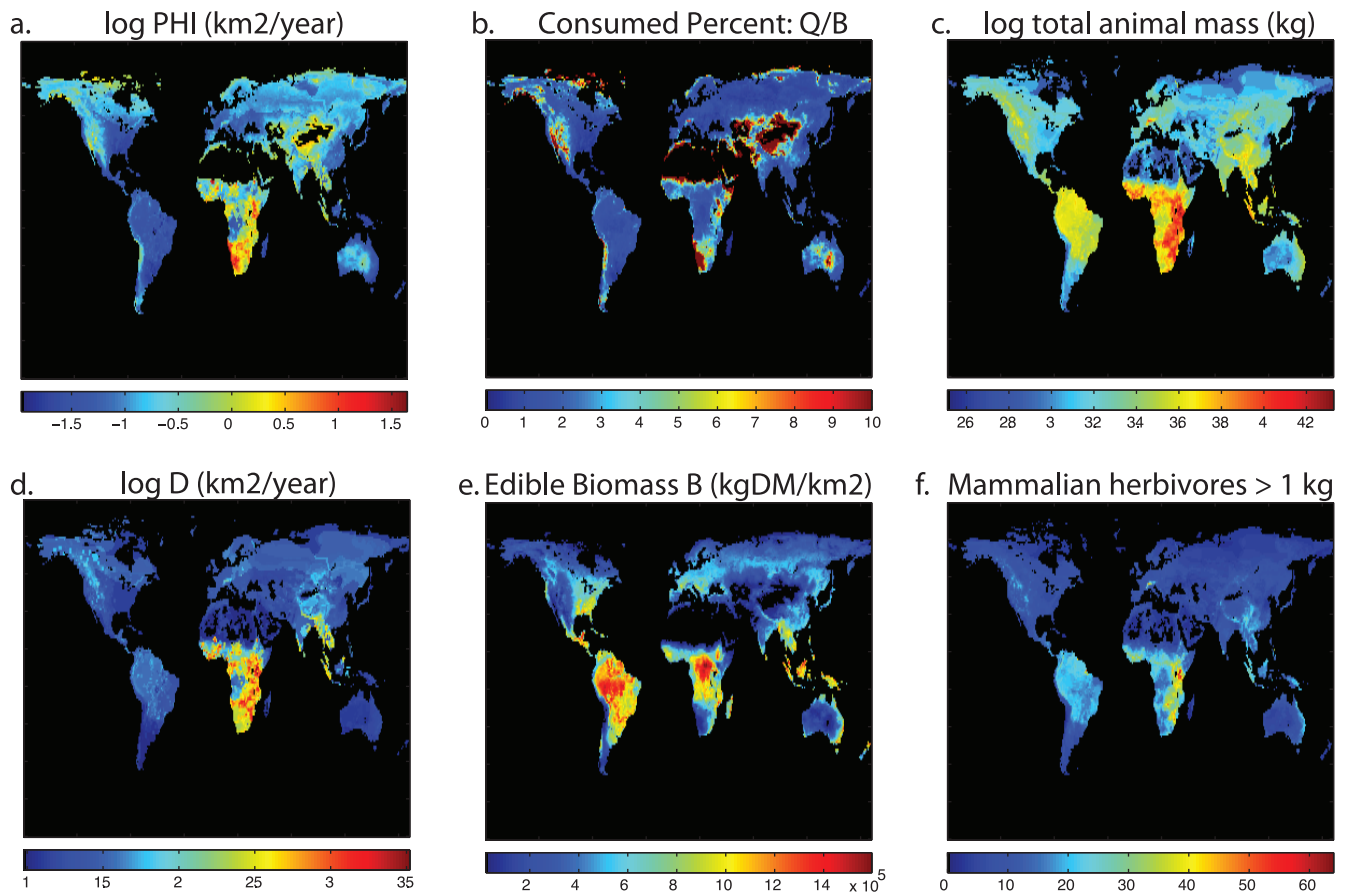 a. log PHI (km2/year)
b. Consumed Percent: Q/B
c. log total animal mass (kg)
−1.5 −1 −0.5 0 0.5 1 1.5
0 1 2 3 4 5 6 7 8 9 10
26 28 3 32 34 36 38 4 42
d. log D (km2/year)
e. Edible Biomass B (kgDM/km2)
f. Mammalian herbivores > 1 kg
1 15 2 25 3 35
2 4 6 8 10 12 14 x 10 5
0 10 20 30 40 50 60